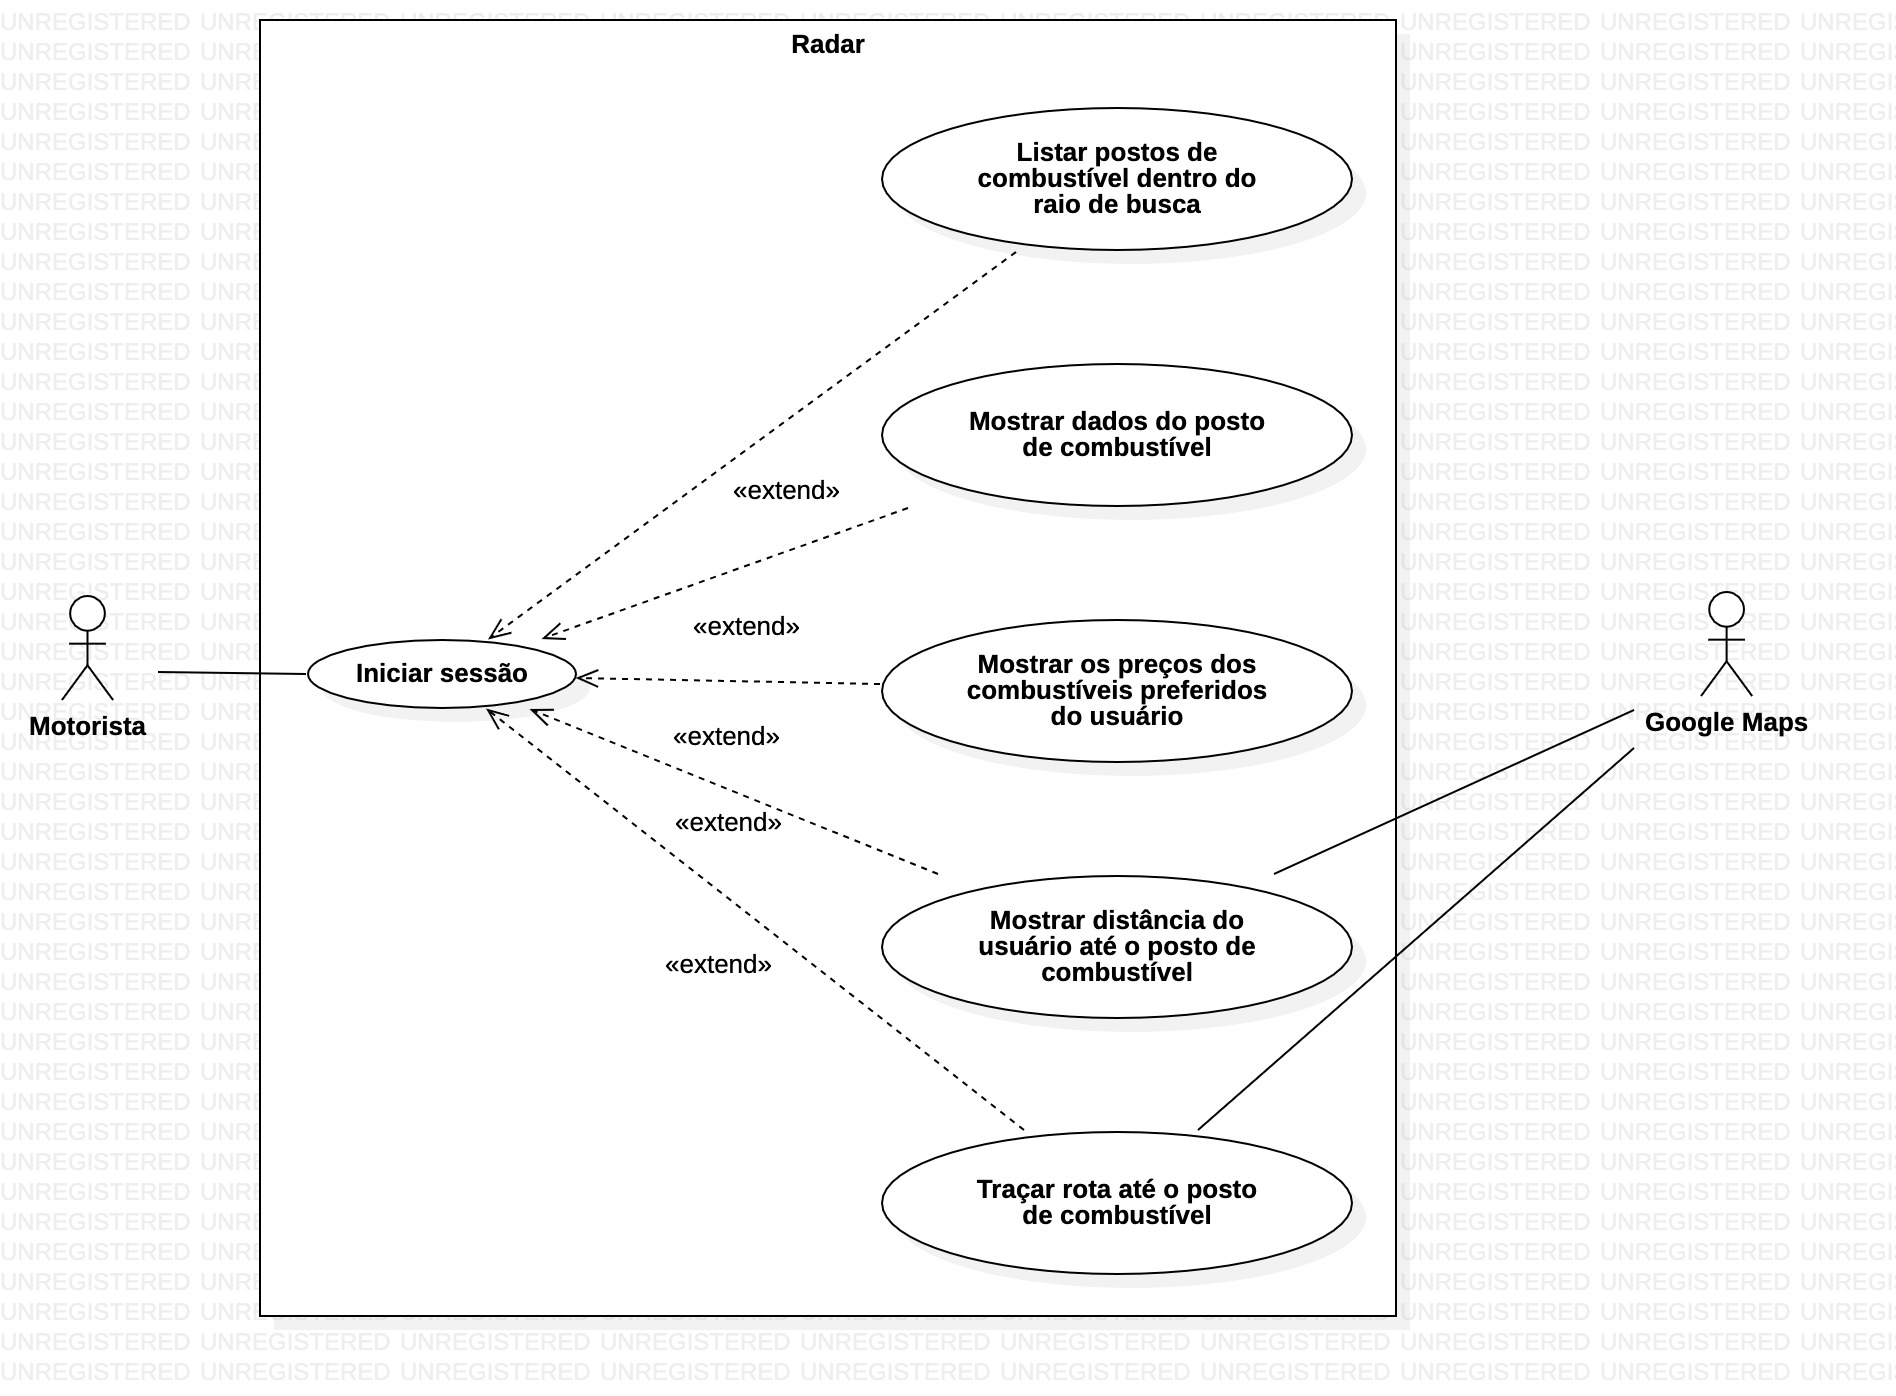 Radar
Listar postos de
combustível dentro do
raio de busca
Mostrar dados do posto
de combustível
«extend»
«extend»
Mostrar os preços dos
combustíveis preferidos
do usuário
Iniciar sessão
Motorista
Google Maps
«extend»
«extend»
Mostrar distância do
usuário até o posto de
combustível
«extend»
Traçar rota até o posto
de combustível
UNREGISTERED